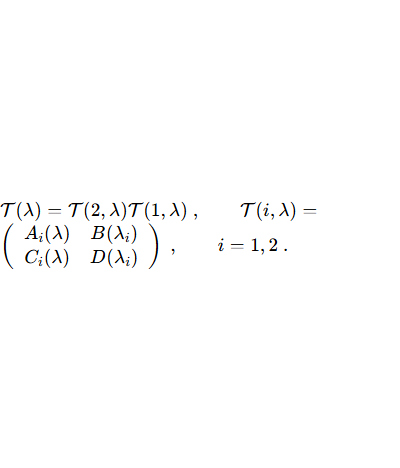 𝒯(λ) = 𝒯(2, λ)𝒯(1, λ) ,   𝒯(i, λ) =
( A_i(λ)  B(λ_i) ; C_i(λ)  D(λ_i) ) ,   i = 1, 2 .